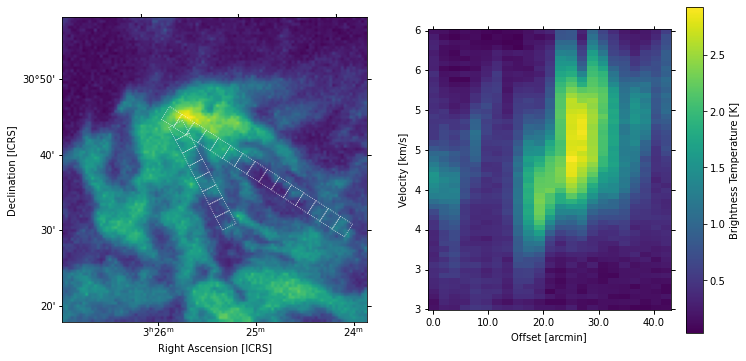 30°50'
40'
30'
20'
3ʰ26ᵐ
25ᵐ
24ᵐ
Declination [ICRS]
Right Ascension [ICRS]
6
6
5
5
4
4
3
3
0.0
10.0
20.0
30.0
40.0
Velocity (km/s]
Offset [arcmin]
2.5
2.0
1.5
1.0
0.5
Brightness Temperature [K]